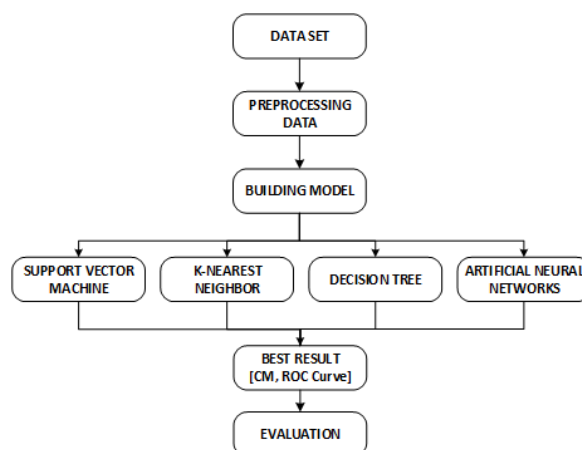 DATA SET
PREPROCESSING
DATA
BUILDING MODEL
SUPPORT VECTOR
MACHINE
K-NEAREST
NEIGHBOR
DECISION TREE
ARTIFICIAL NEURAL
NETWORKS
BEST RESULT
[CM, ROC Curve]
EVALUATION